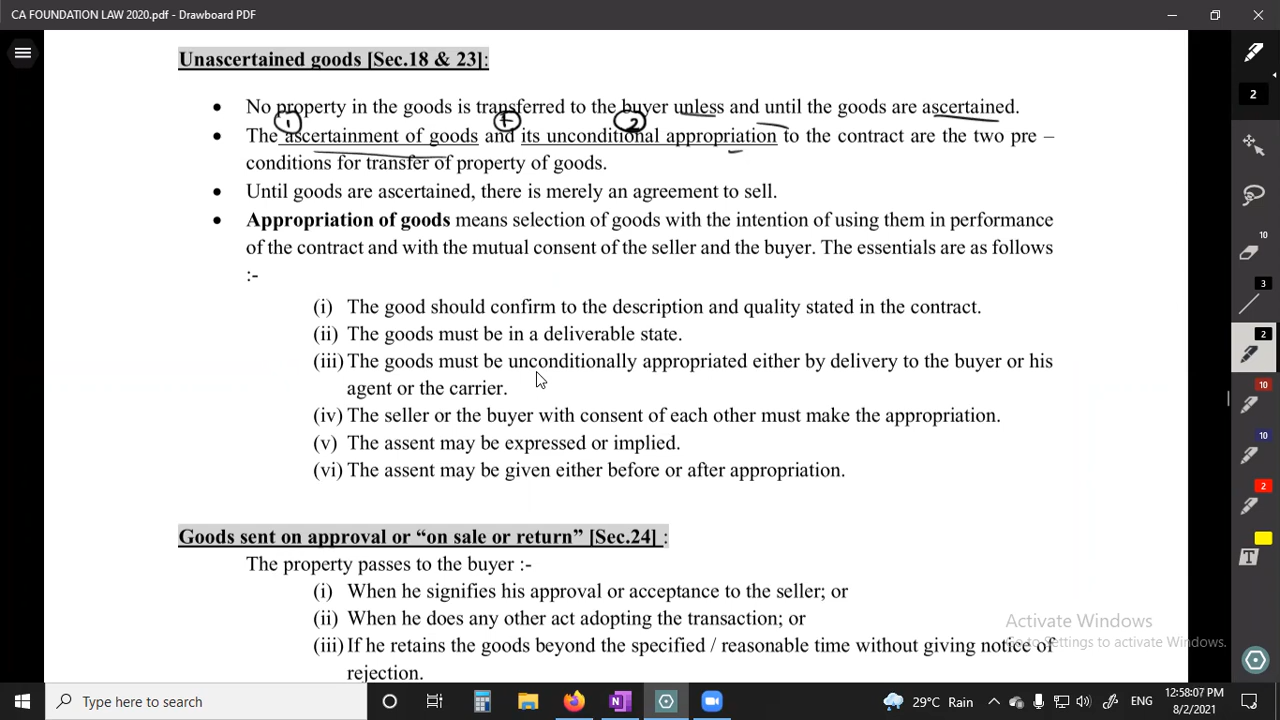 CA FOUNDATION LAW 2020.pdf - Drawboard PDF
Unascertained goods [Sec.18 & 23]:
2
• No property in the goods is transferred to the buyer unless and until the goods are ascertained.
1 + 2
• The ascertainment of goods and its unconditional appropriation to the contract are the two pre –
conditions for transfer of property of goods.
• Until goods are ascertained, there is merely an agreement to sell.
• Appropriation of goods means selection of goods with the intention of using them in performance
10
of the contract and with the mutual consent of the seller and the buyer. The essentials are as follows
:-
3
(i) The good should confirm to the description and quality stated in the contract.
(ii) The goods must be in a deliverable state.
2
(iii) The goods must be unconditionally appropriated either by delivery to the buyer or his
agent or the carrier.
10
(iv) The seller or the buyer with consent of each other must make the appropriation.
10
(v) The assent may be expressed or implied.
(vi) The assent may be given either before or after appropriation.
2
Goods sent on approval or “on sale or return” [Sec.24] :
T
The property passes to the buyer :-
(i) When he signifies his approval or acceptance to the seller; or
(ii) When he does any other act adopting the transaction; or
Activate Windows
(iii) If he retains the goods beyond the specified / reasonable time without giving notice of
Go to Settings to activate Windows.
rejection.
Type here to search
29°C Rain
ENG
12:58:07 PM
8/2/2021